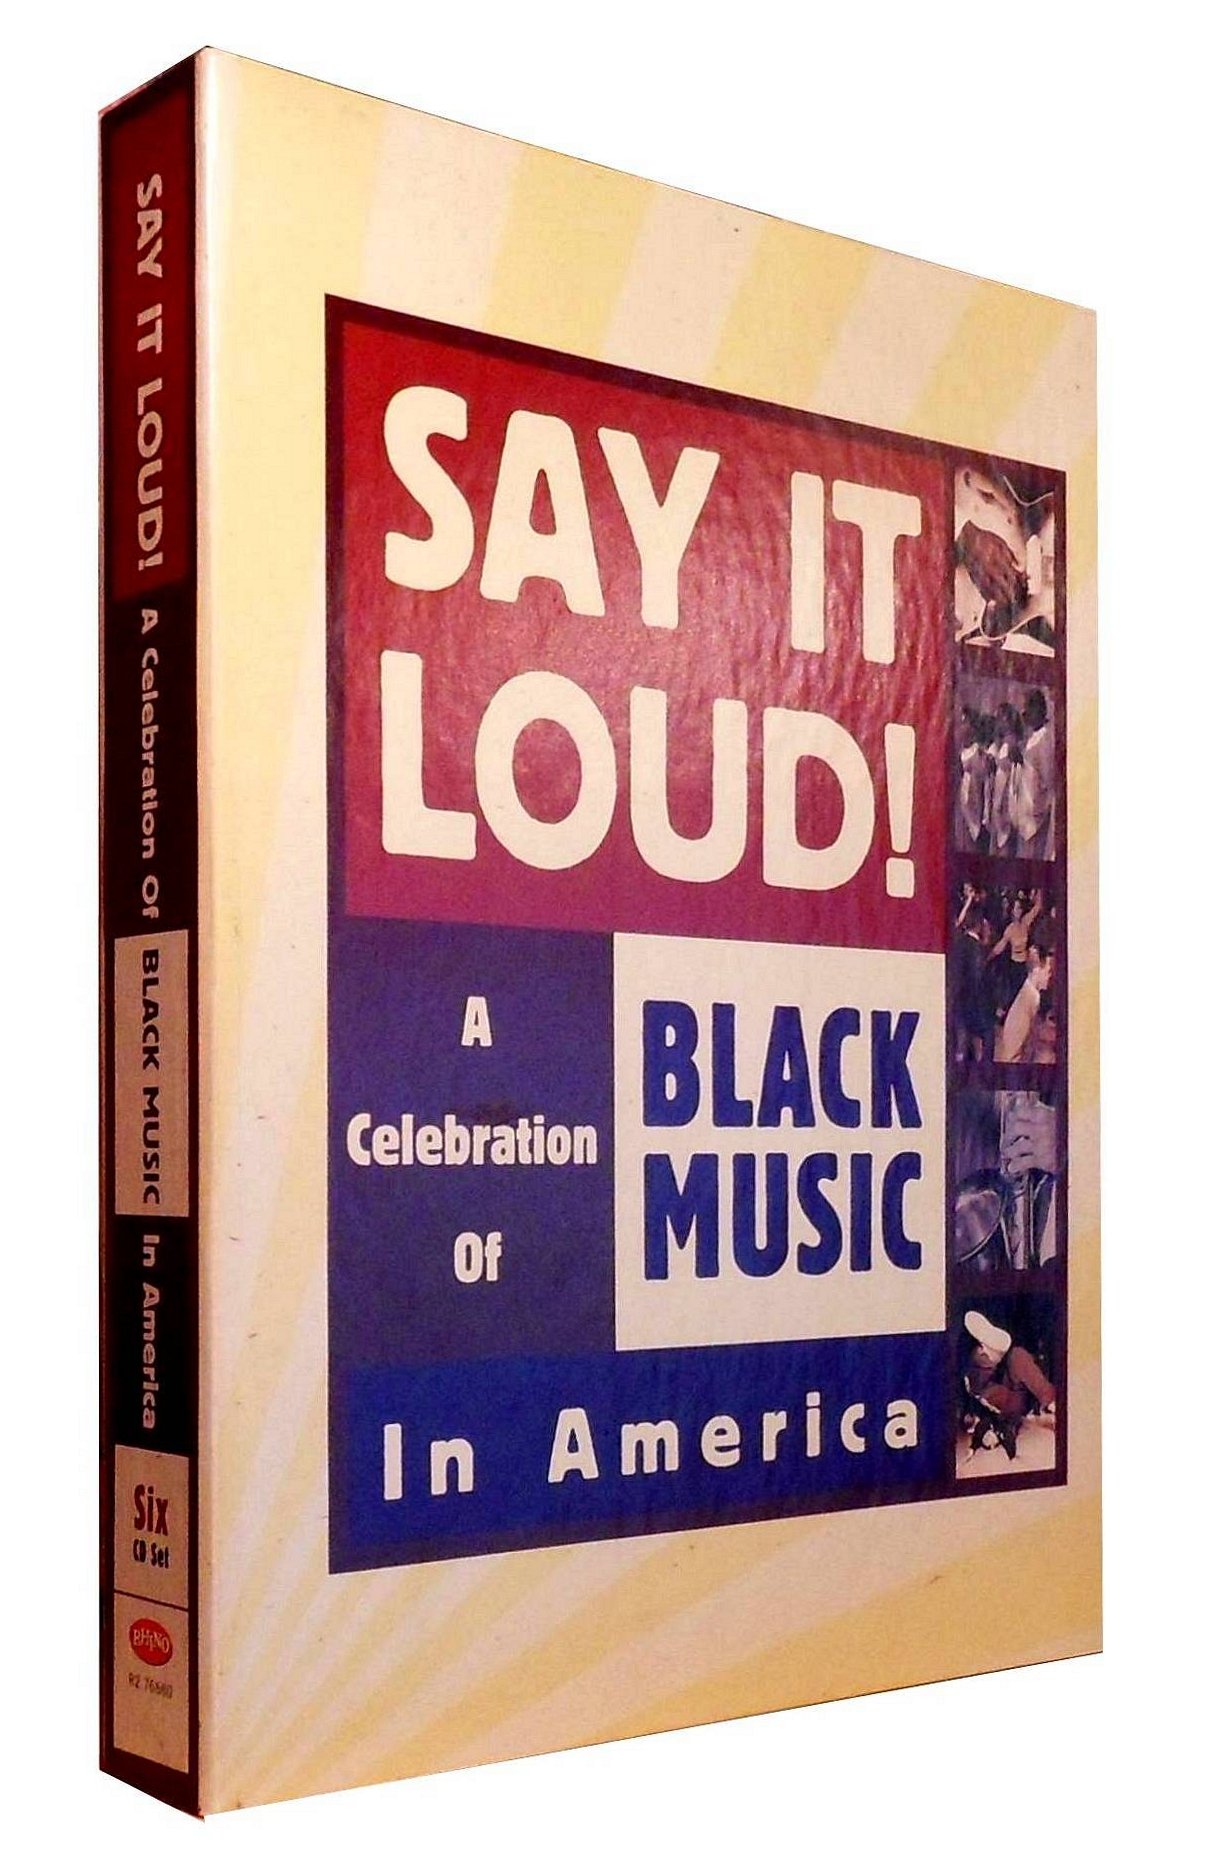 SAY IT LOUD! A Celebration Of BLACK MUSIC In America
Six
CD Set
RHINO
SAY IT
LOUD!
A
Celebration
Of
BLACK
MUSIC
In America